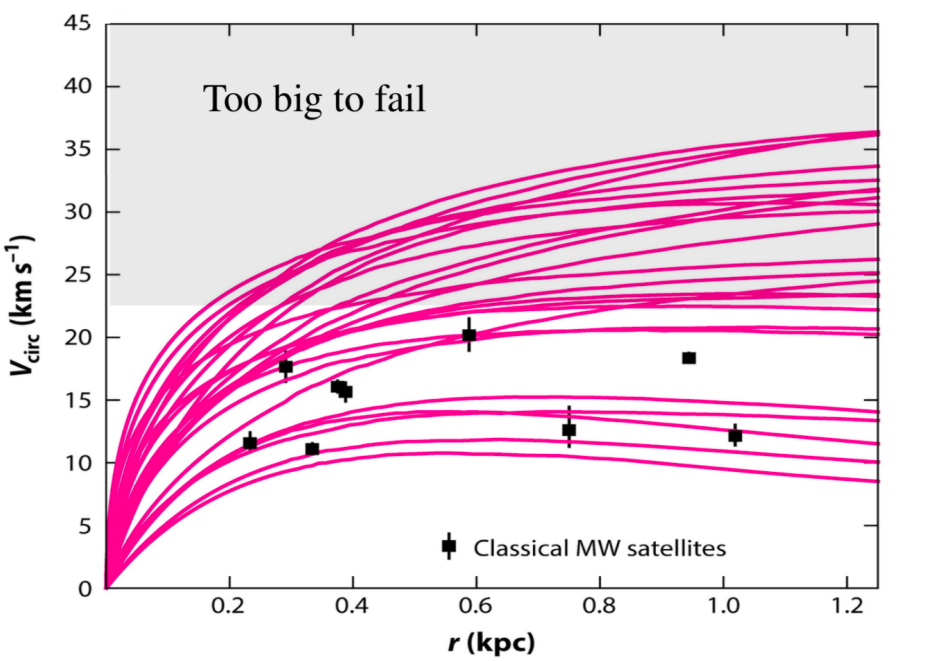 45
40
35
30
25
20
15
10
5
0
Too big to fail
Classical MW satellites
0.2 0.4 0.6 0.8 1.0 1.2
r (kpc)
Vcirc (km s⁻¹)